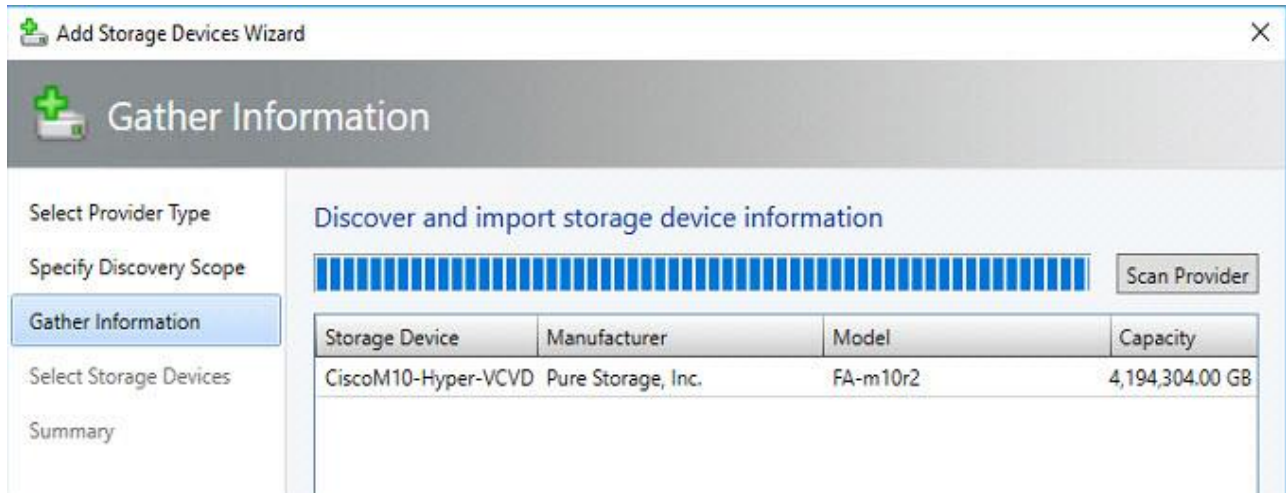 Add Storage Devices Wizard
Gather Information
Select Provider Type
Specify Discovery Scope
Gather Information
Select Storage Devices
Summary
Discover and import storage device information
Scan Provider
Storage Device Manufacturer Model Capacity
CiscoM10-Hyper-VCVD Pure Storage, Inc. FA-m10r2 4,194,304.00 GB